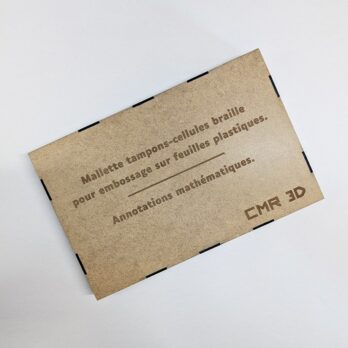 Mallette tampons-cellules braille
pour embossage sur feuilles plastiques.
Annotations mathématiques.
CMR 3D